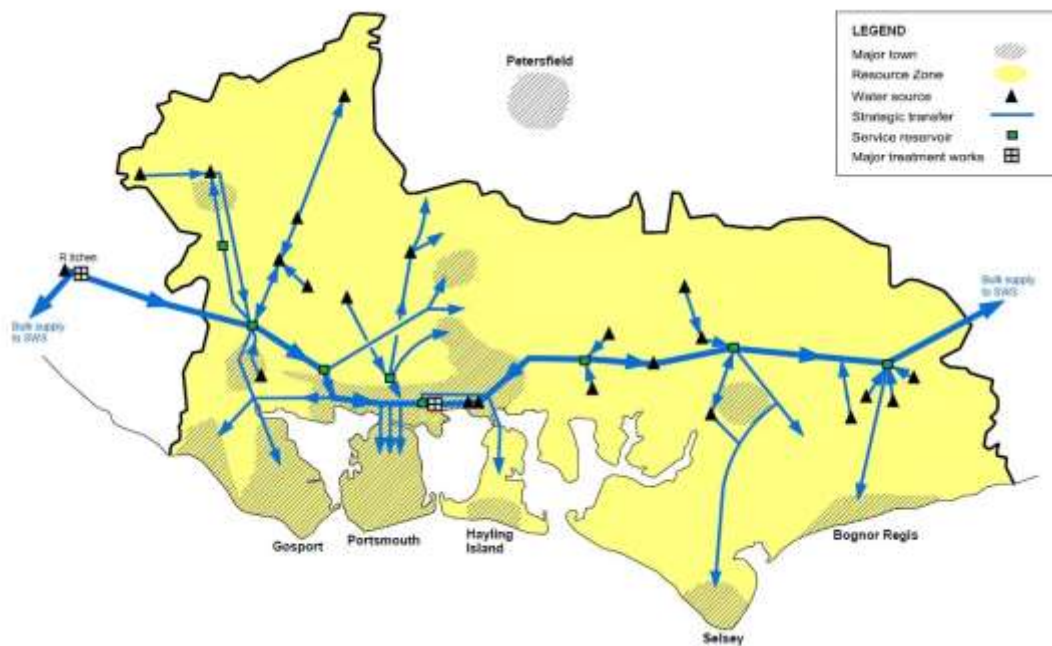 Petersfield
LEGEND
Major town
Resource Zone
Water source
Strategic transfer
Service reservoir
Major treatment works
R Itchen
Bulk supply
to SWS
Bulk supply
to SWS
Gosport
Portsmouth
Hayling
Island
Bognor Regis
Selsey